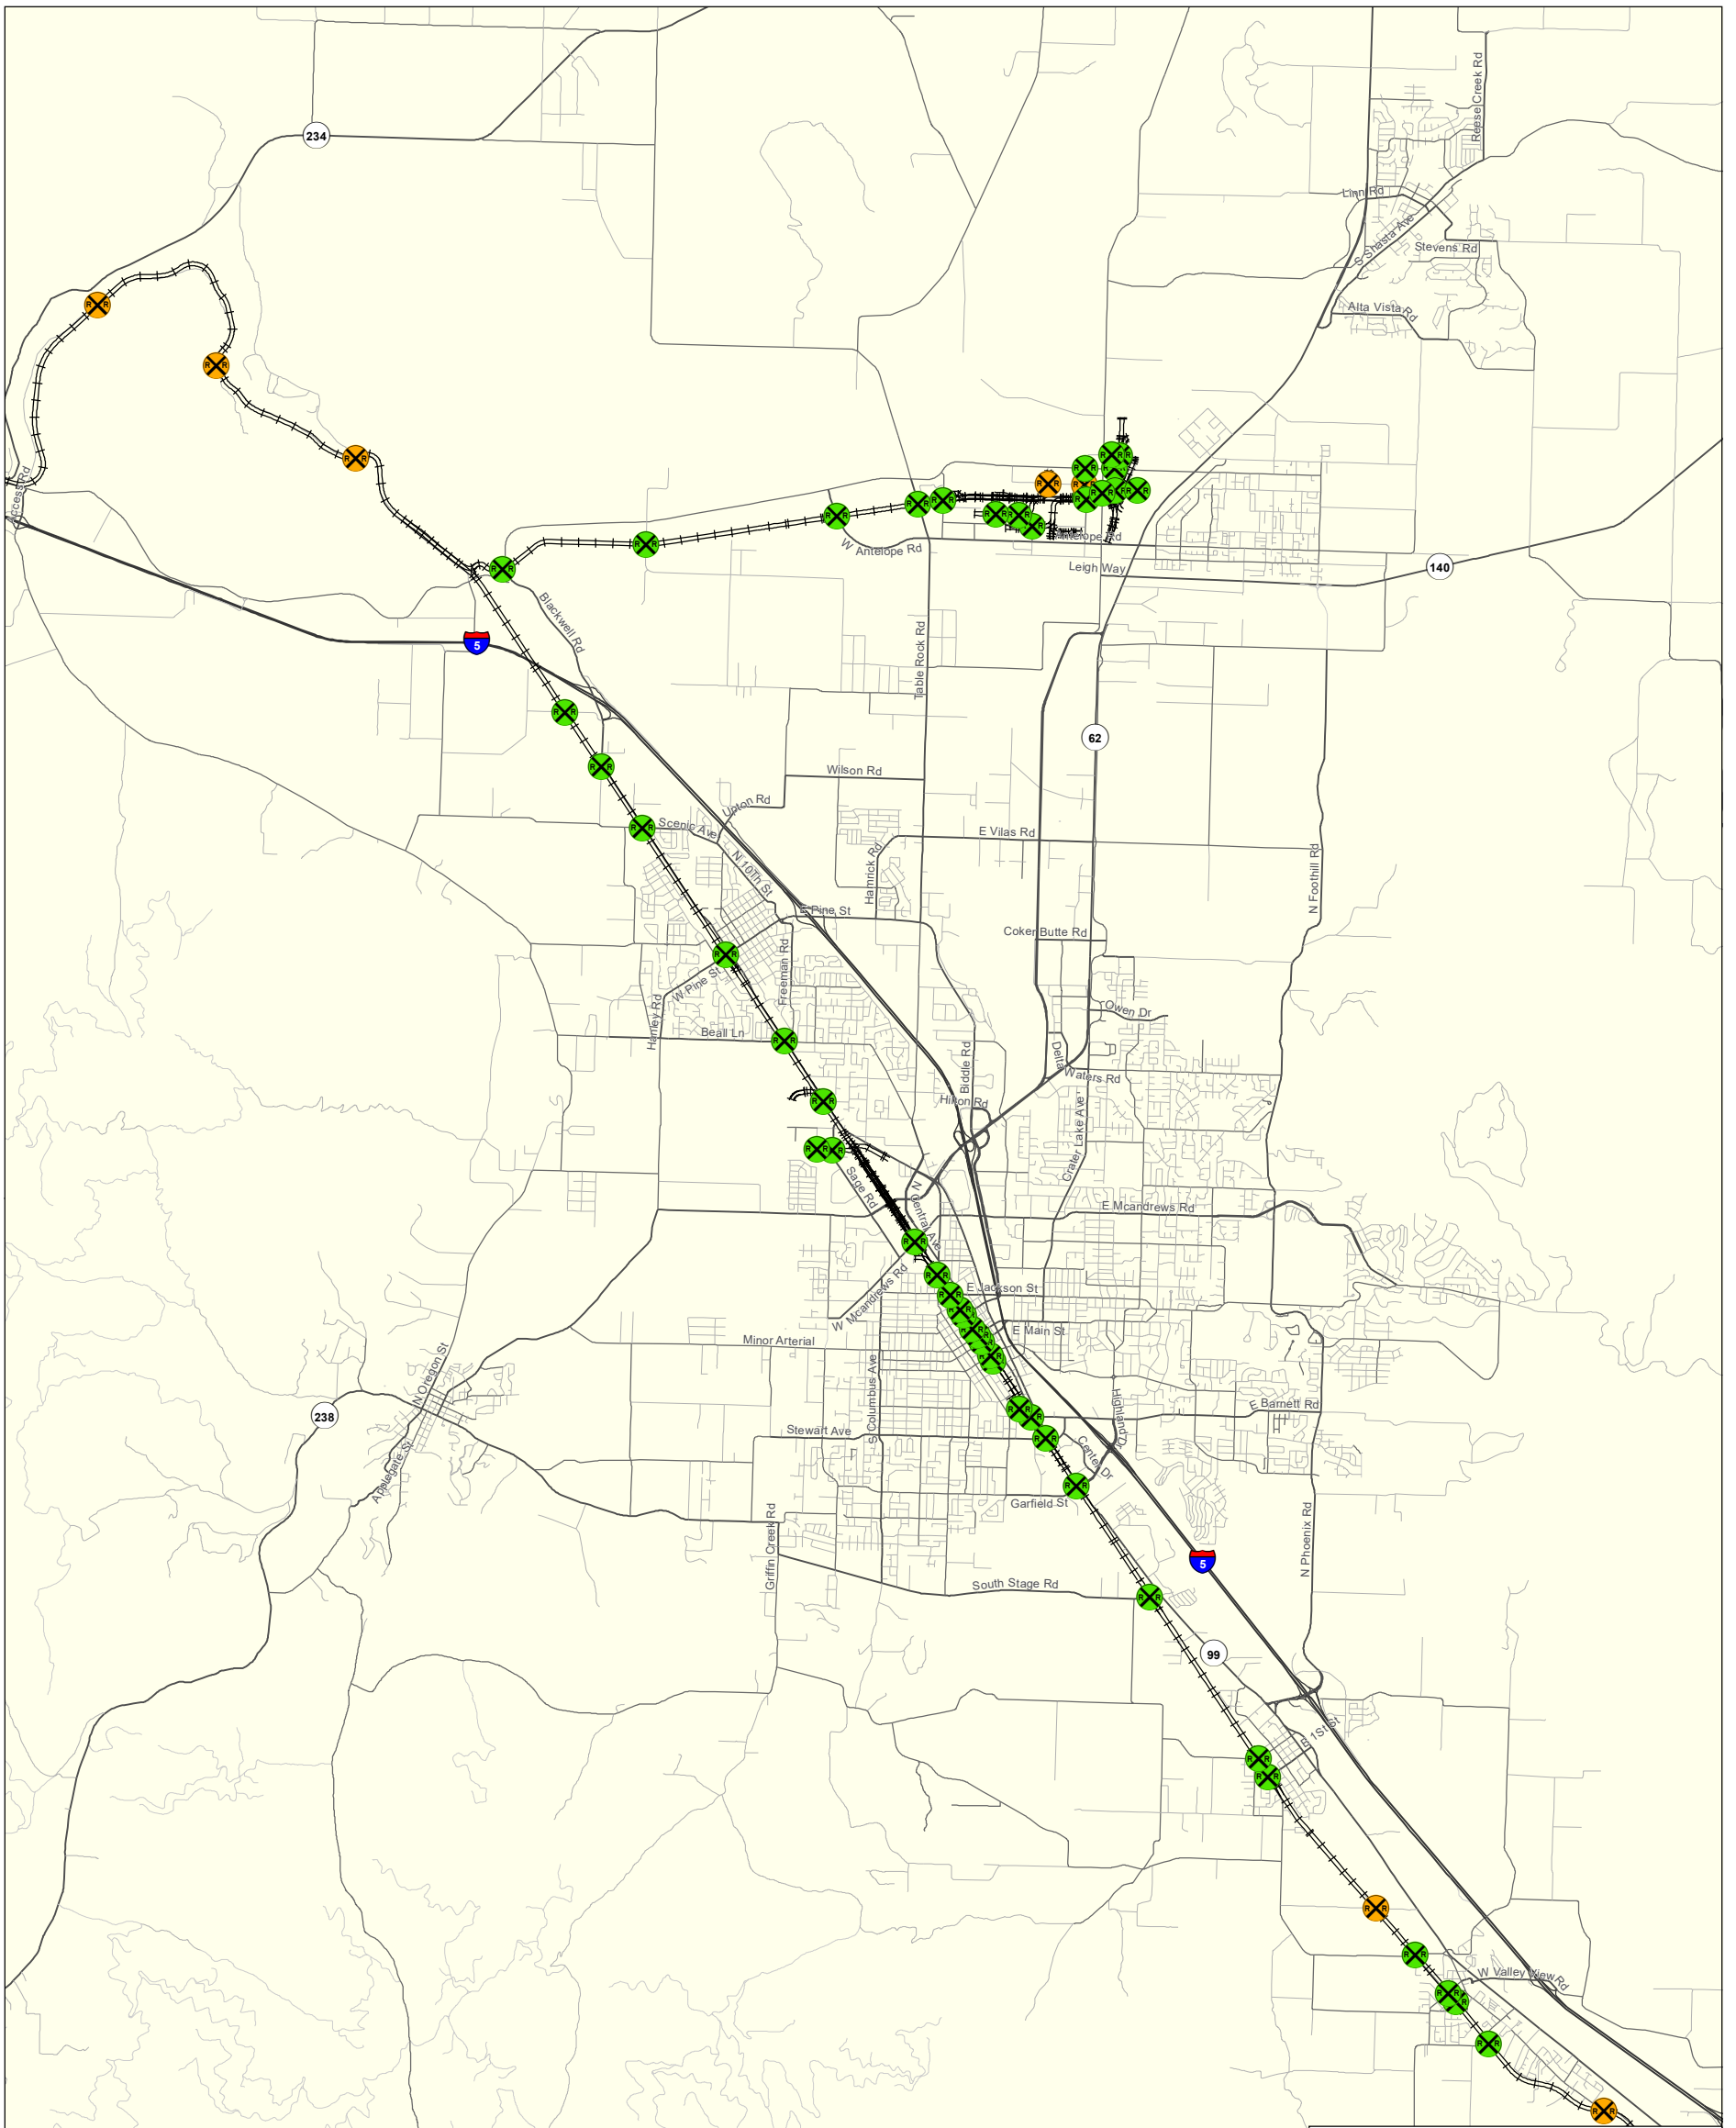 Reese Creek Rd
234
Linn Rd
S Shasta Ave
Stevens Rd
Alta Vista Rd
Access Rd
W Antelope Rd
Antelope Rd
Leigh Way
140
Blackwell Rd
5
Table Rock Rd
62
Wilson Rd
Upton Rd
Scenic Ave
E Vilas Rd
N 10Th St
Hamrick Rd
N Foothill Rd
E Pine St
Coker Butte Rd
Freeman Rd
W Pine St
Owen Dr
Hanley Rd
Beall Ln
Biddle Rd
Delta Waters Rd
Hilton Rd
Crater Lake Ave
Sage Rd
N Central Ave
E Mcandrews Rd
W Mcandrews Rd
E Jackson St
E Main St
Minor Arterial
N Oregon St
S Columbus Ave
Highland Dr
E Barnett Rd
238
Stewart Ave
Center Dr
Applegate St
Garfield St
Griffin Creek Rd
N Phoenix Rd
5
South Stage Rd
99
E 1St St
W Valley View Rd